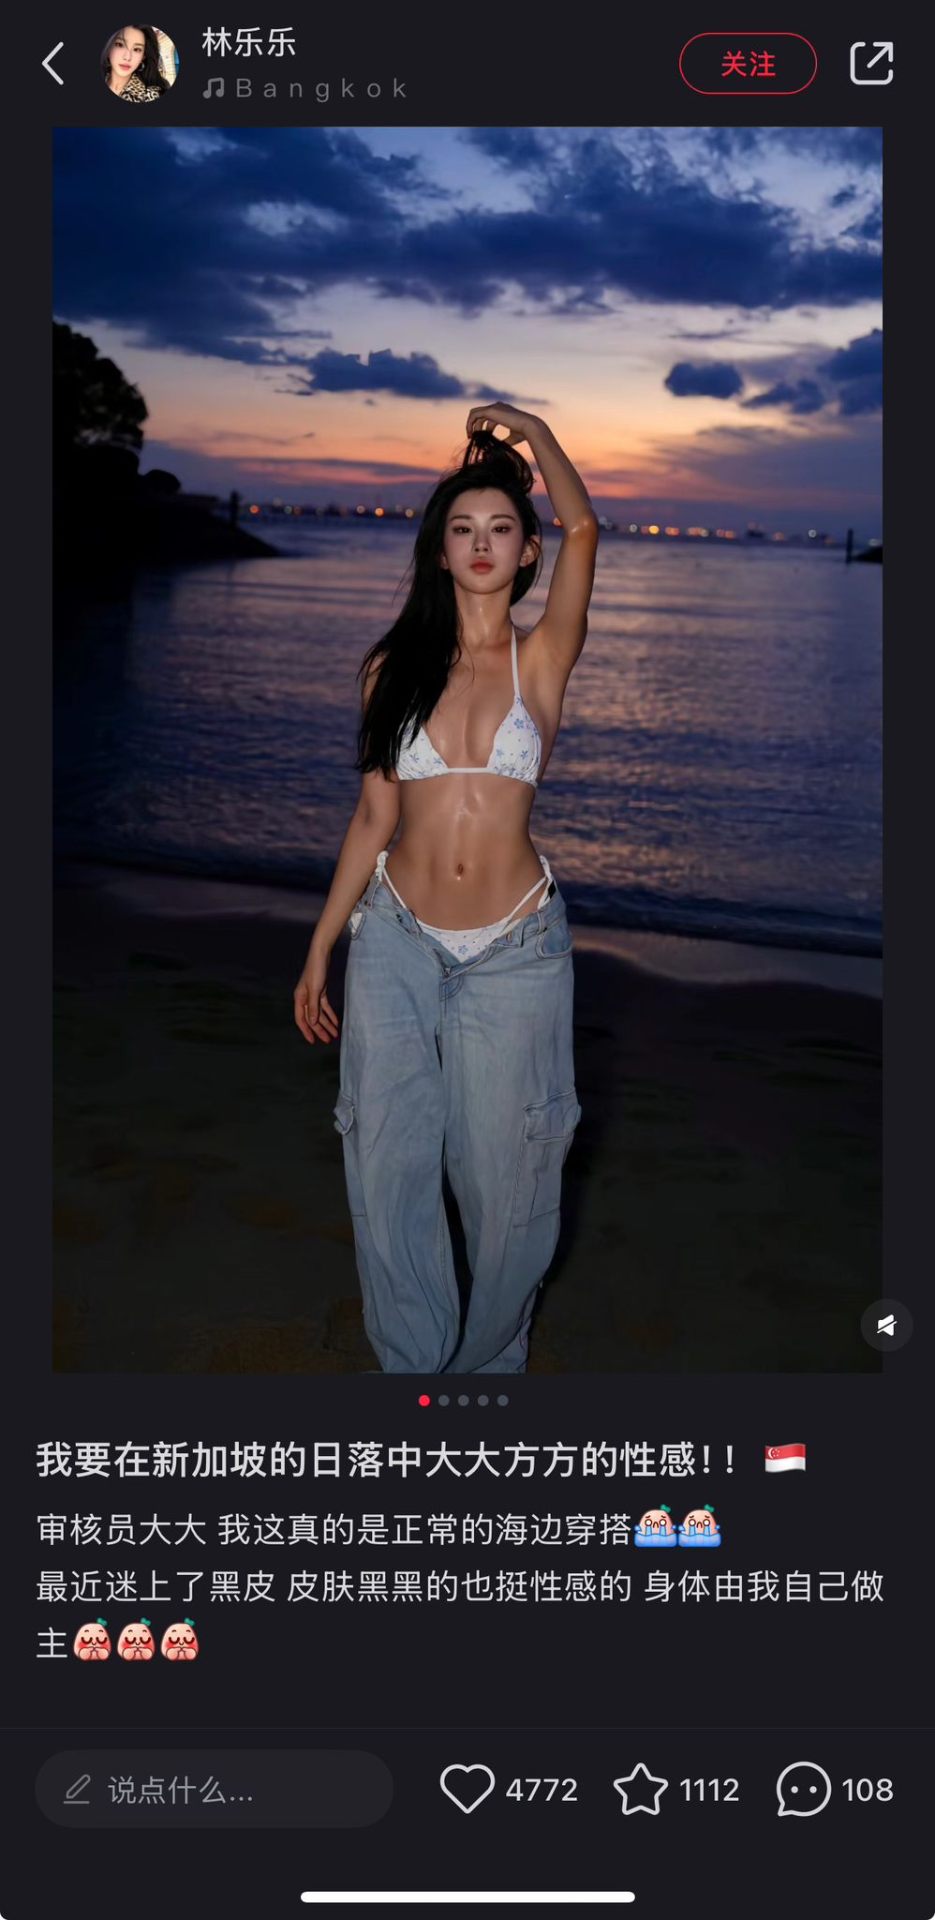 林乐乐
Bangkok
关注
我要在新加坡的日落中大大方方的性感！！🇸🇬
审核员大大 我这真的是正常的海边穿搭
最近迷上了黑皮 皮肤黑黑的也挺性感的 身体由我自己做
主
说点什么...
4772
1112
108